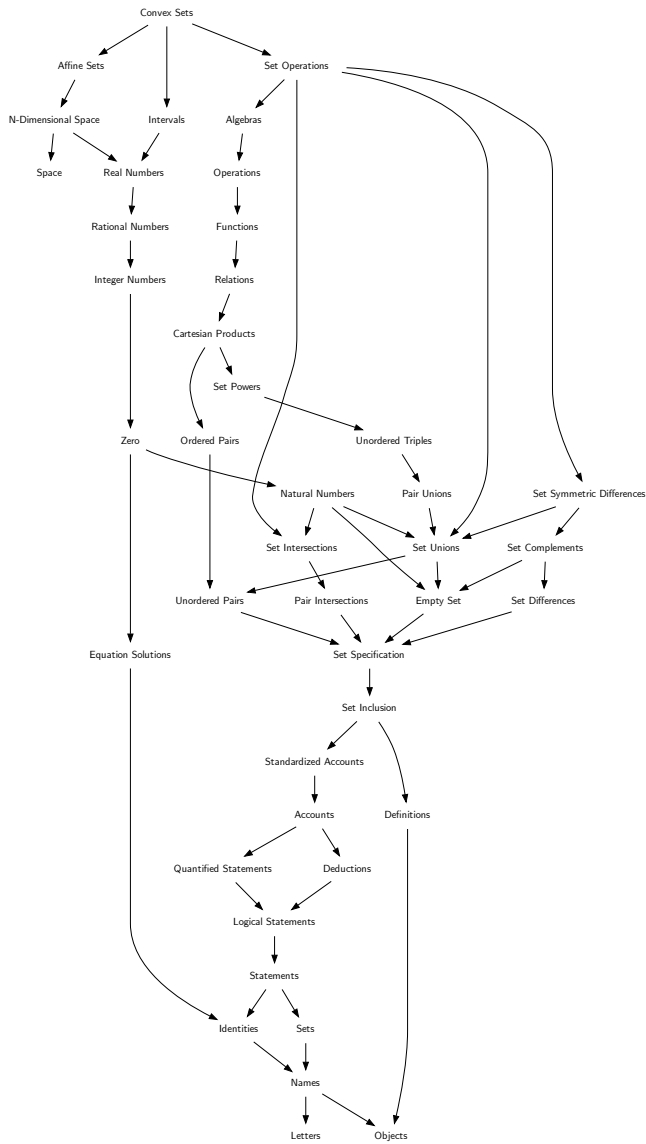 Convex Sets
Affine Sets
Set Operations
N-Dimensional Space
Intervals
Algebras
Space
Real Numbers
Operations
Rational Numbers
Functions
Integer Numbers
Relations
Cartesian Products
Set Powers
Zero
Ordered Pairs
Unordered Triples
Natural Numbers
Pair Unions
Set Symmetric Differences
Set Intersections
Set Unions
Set Complements
Unordered Pairs
Pair Intersections
Empty Set
Set Differences
Equation Solutions
Set Specification
Set Inclusion
Standardized Accounts
Accounts
Definitions
Quantified Statements
Deductions
Logical Statements
Statements
Identities
Sets
Names
Letters
Objects